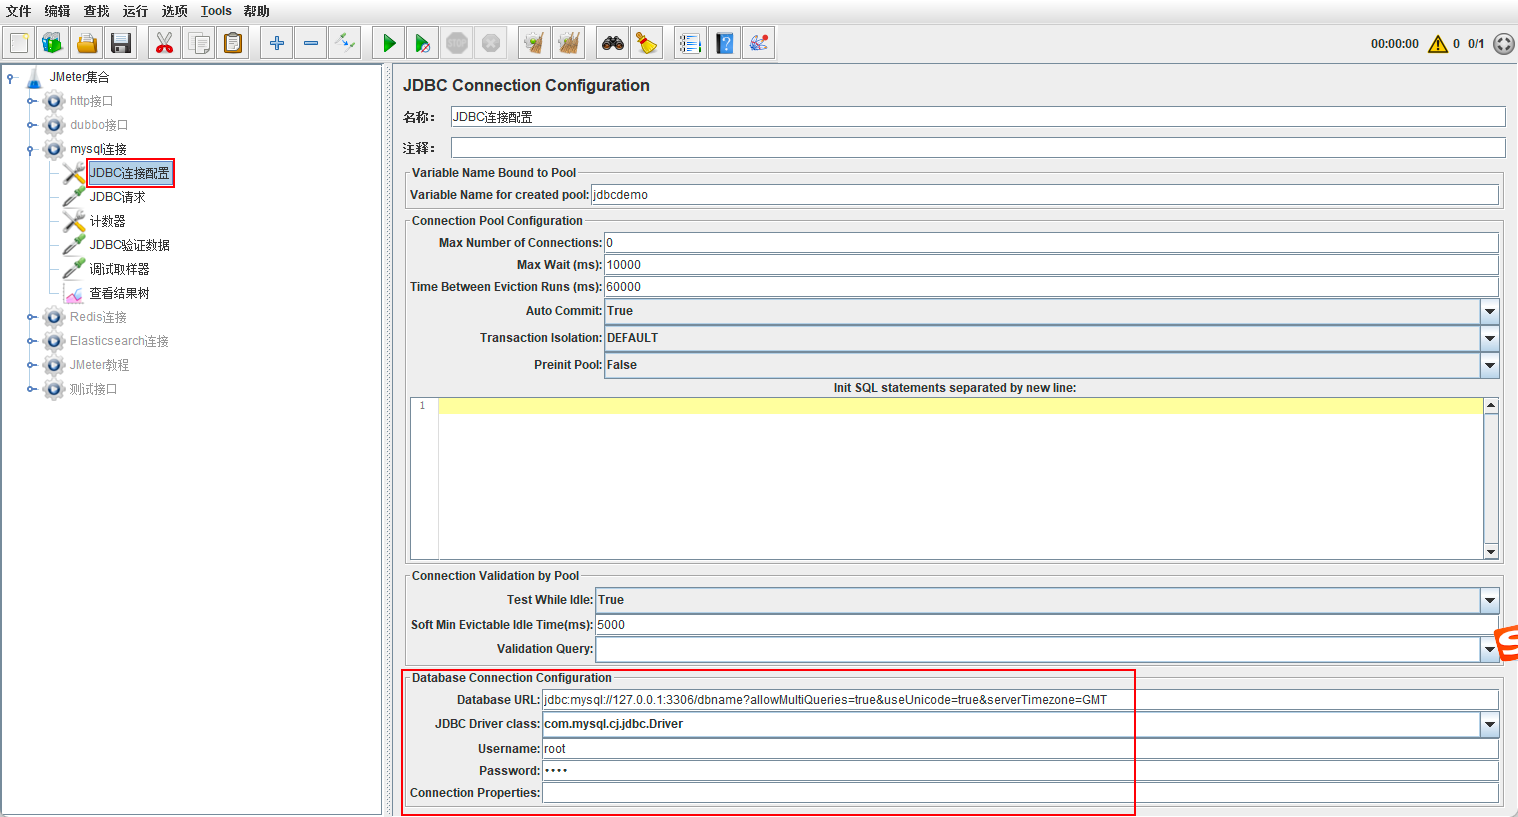 文件 编辑 查找 运行 选项 Tools 帮助
STOP
00:00:00 0 0/1
JMeter集合
http接口
dubbo接口
mysql连接
JDBC连接配置
JDBC请求
计数器
JDBC验证数据
调试取样器
查看结果树
Redis连接
Elasticsearch连接
JMeter教程
测试接口
JDBC Connection Configuration
名称： JDBC连接配置
注释：
Variable Name Bound to Pool
Variable Name for created pool: jdbcdemo
Connection Pool Configuration
Max Number of Connections: 0
Max Wait (ms): 10000
Time Between Eviction Runs (ms): 60000
Auto Commit: True
Transaction Isolation: DEFAULT
Preinit Pool: False
Init SQL statements separated by new line:
1
Connection Validation by Pool
Test While Idle: True
Soft Min Evictable Idle Time(ms): 5000
Validation Query:
Database Connection Configuration
Database URL: jdbc:mysql://127.0.0.1:3306/dbname?allowMultiQueries=true&useUnicode=true&serverTimezone=GMT
JDBC Driver class: com.mysql.cj.jdbc.Driver
Username: root
Password: ••••
Connection Properties: